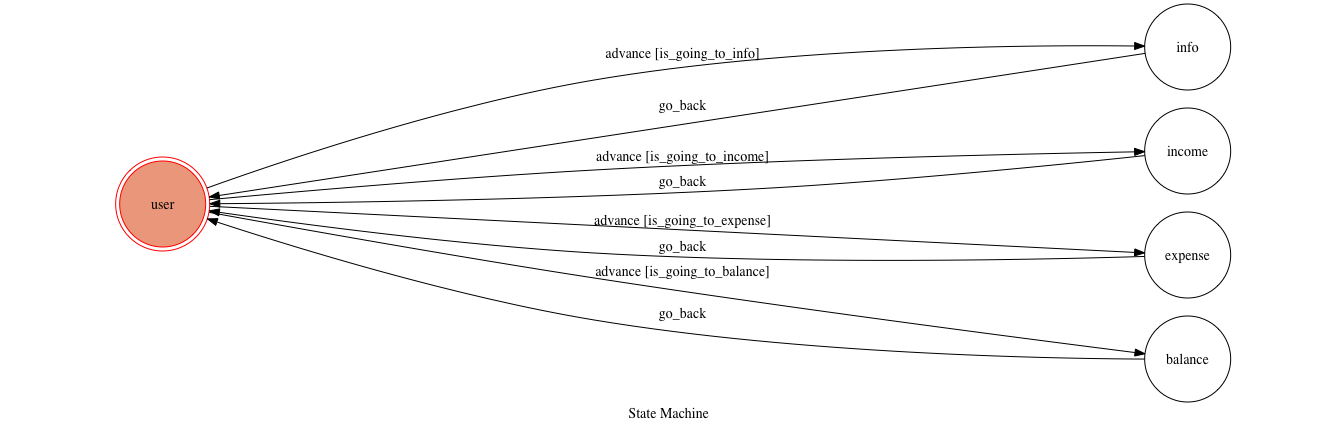 info
advance [is_going_to_info]
go_back
income
advance [is_going_to_income]
go_back
user
advance [is_going_to_expense]
go_back
expense
advance [is_going_to_balance]
go_back
balance
State Machine